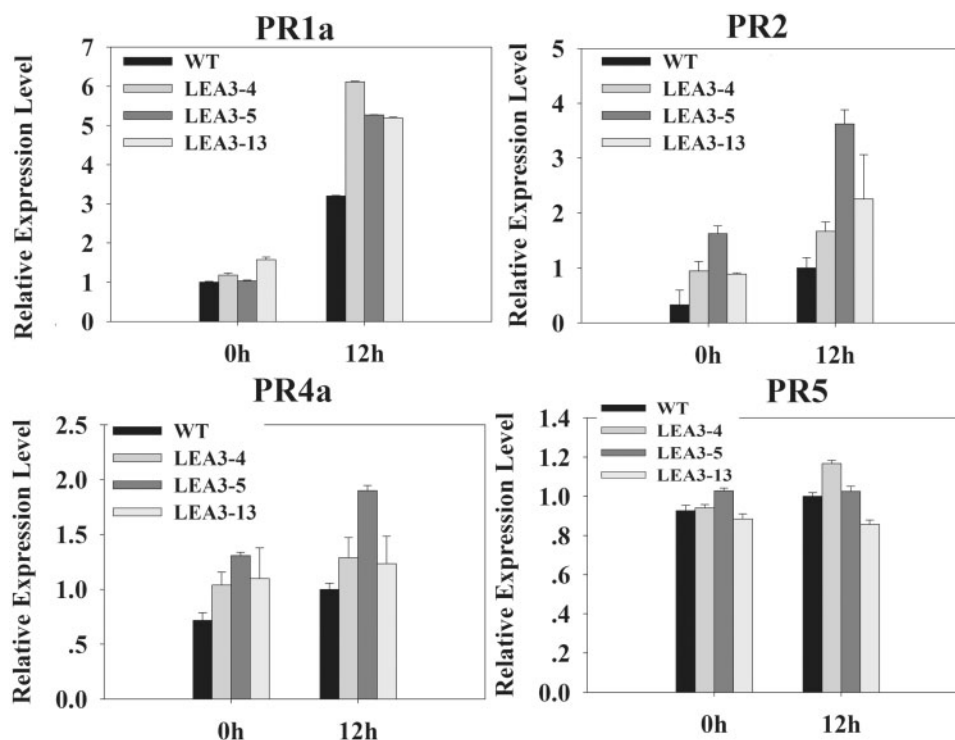 PR1a
Relative Expression Level
7
6
5
4
3
2
1
0
WT
LEA3-4
LEA3-5
LEA3-13
0h
12h
PR2
Relative Expression Level
5
4
3
2
1
0
WT
LEA3-4
LEA3-5
LEA3-13
0h
12h
PR4a
Relative Expression Level
2.5
2.0
1.5
1.0
.5
0.0
WT
LEA3-4
LEA3-5
LEA3-13
0h
12h
PR5
Relative Expression Level
1.4
1.2
1.0
.8
.6
.4
.2
0.0
WT
LEA3-4
LEA3-5
LEA3-13
0h
12h